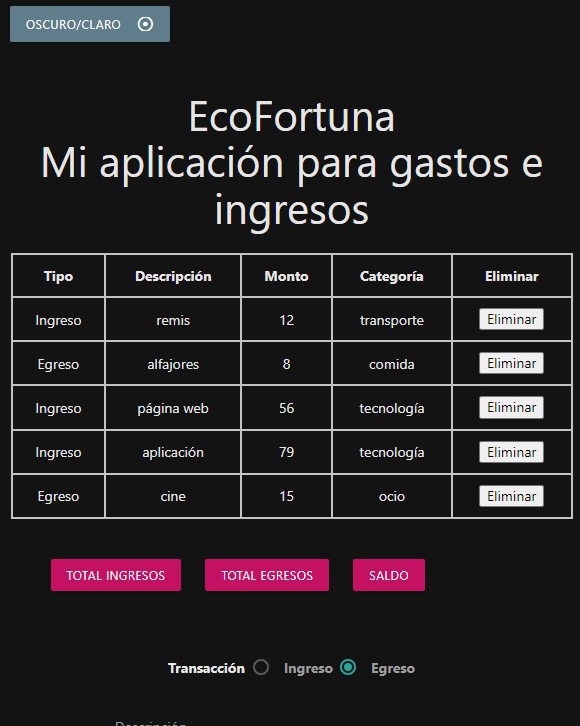 OSCURO/CLARO
EcoFortuna
Mi aplicación para gastos e
ingresos
Tipo Descripción Monto Categoría Eliminar
Ingreso remis 12 transporte Eliminar
Egreso alfajores 8 comida Eliminar
Ingreso página web 56 tecnología Eliminar
Ingreso aplicación 79 tecnología Eliminar
Egreso cine 15 ocio Eliminar
TOTAL INGRESOS TOTAL EGRESOS SALDO
Transacción Ingreso Egreso
Descripción